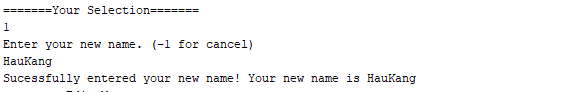 =======Your Selection=======
1
Enter your new name. (-1 for cancel)
HauKang
Sucessfully entered your new name! Your new name is HauKang